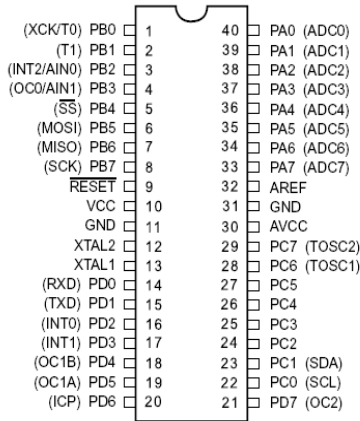 (XCK/T0) PB0 1 40 PA0 (ADC0)
(T1) PB1 2 39 PA1 (ADC1)
(INT2/AIN0) PB2 3 38 PA2 (ADC2)
(OC0/AIN1) PB3 4 37 PA3 (ADC3)
(SS) PB4 5 36 PA4 (ADC4)
(MOSI) PB5 6 35 PA5 (ADC5)
(MISO) PB6 7 34 PA6 (ADC6)
(SCK) PB7 8 33 PA7 (ADC7)
RESET 9 32 AREF
VCC 10 31 GND
GND 11 30 AVCC
XTAL2 12 29 PC7 (TOSC2)
XTAL1 13 28 PC6 (TOSC1)
(RXD) PD0 14 27 PC5
(TXD) PD1 15 26 PC4
(INT0) PD2 16 25 PC3
(INT1) PD3 17 24 PC2
(OC1B) PD4 18 23 PC1 (SDA)
(OC1A) PD5 19 22 PC0 (SCL)
(ICP) PD6 20 21 PD7 (OC2)